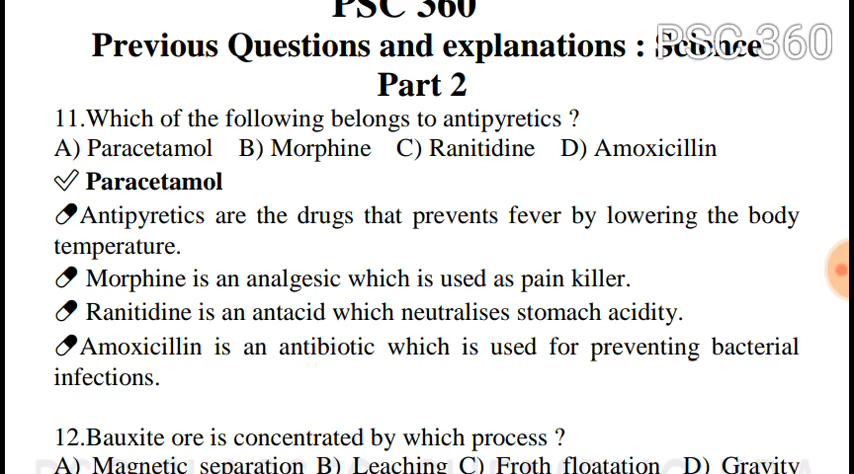 PSC 360
Previous Questions and explanations : Science
PSC 360
Part 2
11.Which of the following belongs to antipyretics ?
A) Paracetamol B) Morphine C) Ranitidine D) Amoxicillin
Paracetamol
Antipyretics are the drugs that prevents fever by lowering the body
temperature.
Morphine is an analgesic which is used as pain killer.
Ranitidine is an antacid which neutralises stomach acidity.
Amoxicillin is an antibiotic which is used for preventing bacterial
infections.
12.Bauxite ore is concentrated by which process ?
A) Magnetic separation B) Leaching C) Froth floatation D) Gravity